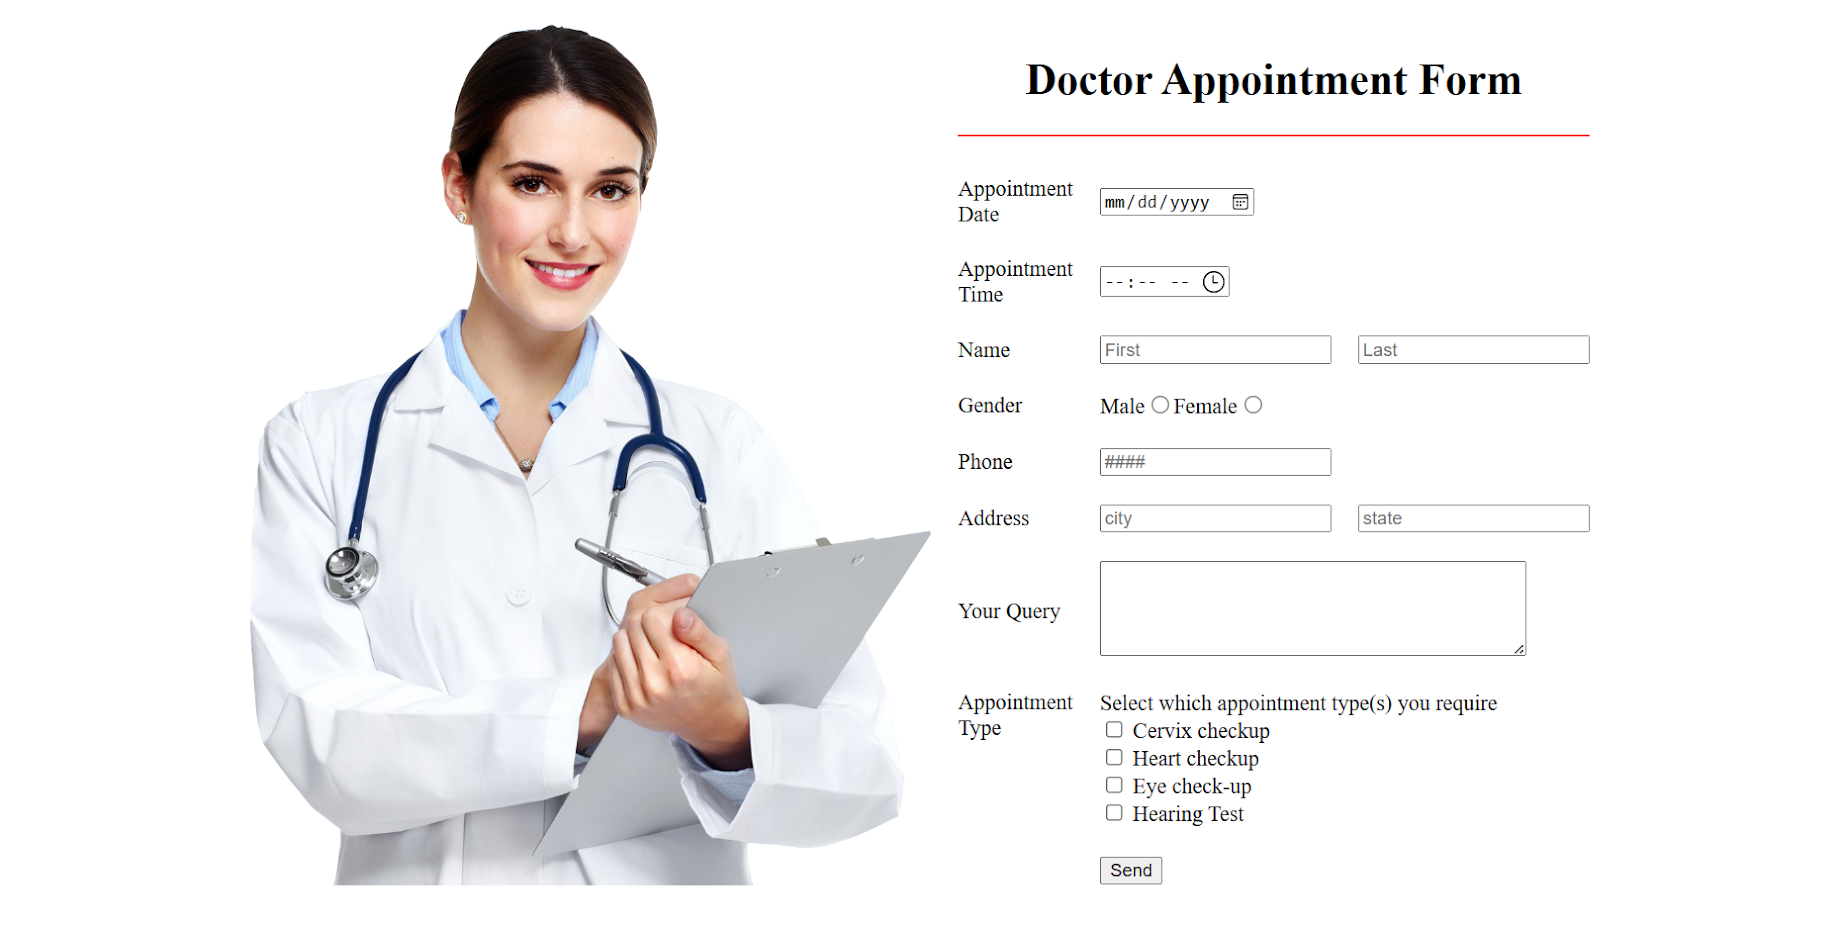 Doctor Appointment Form
Appointment
Date
mm/dd/yyyy
Appointment
Time
--:-- --
Name
First
Last
Gender
Male
Female
Phone
####
Address
city
state
Your Query
Appointment
Type
Select which appointment type(s) you require
Cervix checkup
Heart checkup
Eye check-up
Hearing Test
Send